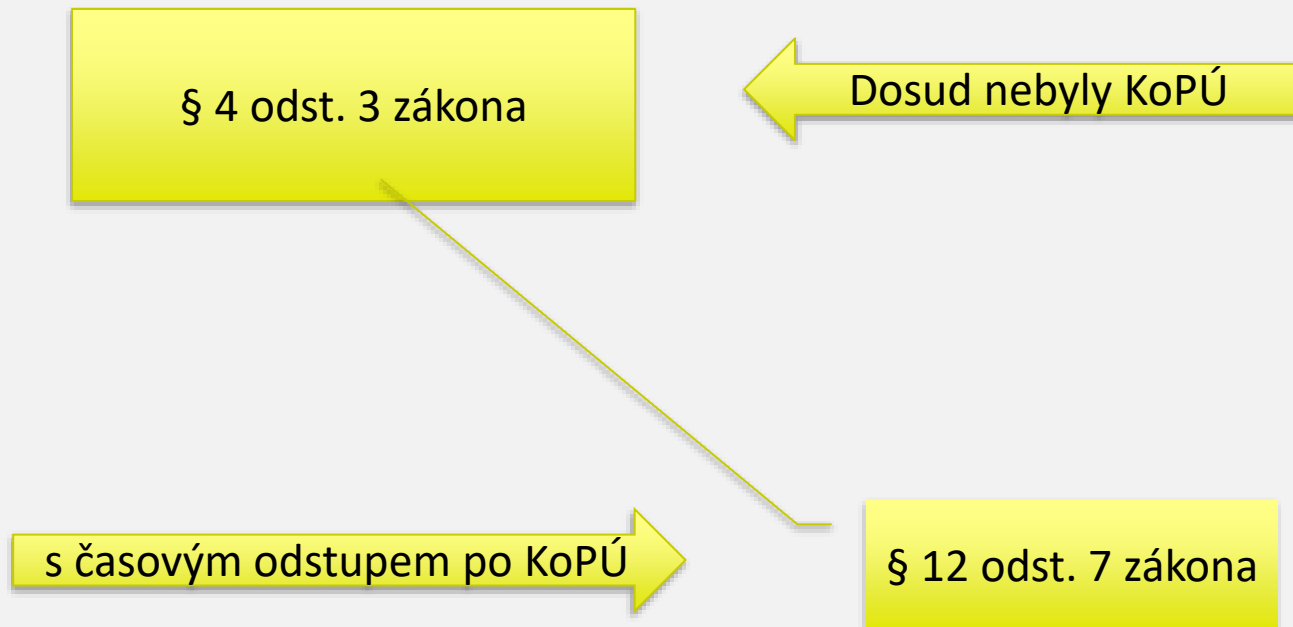 § 4 odst. 3 zákona
Dosud nebyly KoPÚ
s časovým odstupem po KoPÚ
§ 12 odst. 7 zákona